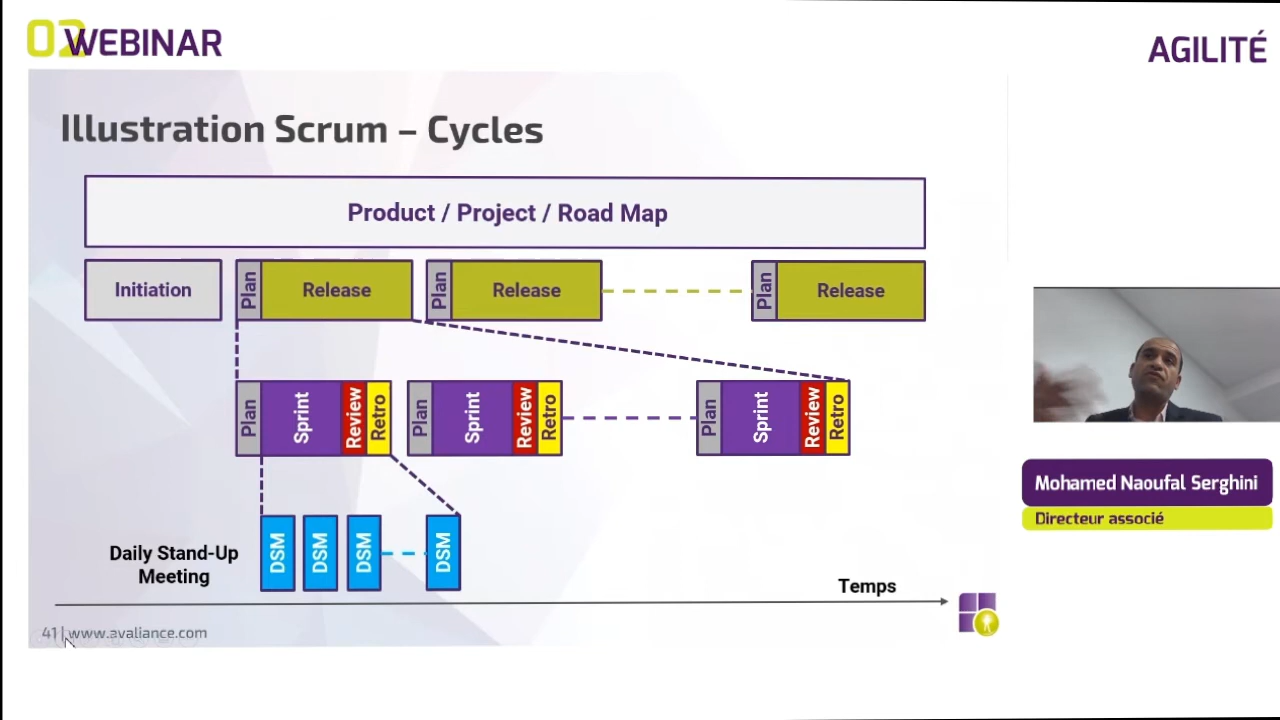 02 WEBINAR
AGILITÉ
Illustration Scrum – Cycles
Product / Project / Road Map
Initiation
Plan
Release
Plan
Release
Plan
Release
Plan
Sprint
Review
Retro
Plan
Sprint
Review
Retro
Plan
Sprint
Review
Retro
Daily Stand-Up
Meeting
DSM
DSM
DSM
DSM
Temps
41 | www.avaliance.com
Mohamed Naoufal Serghini
Directeur associé